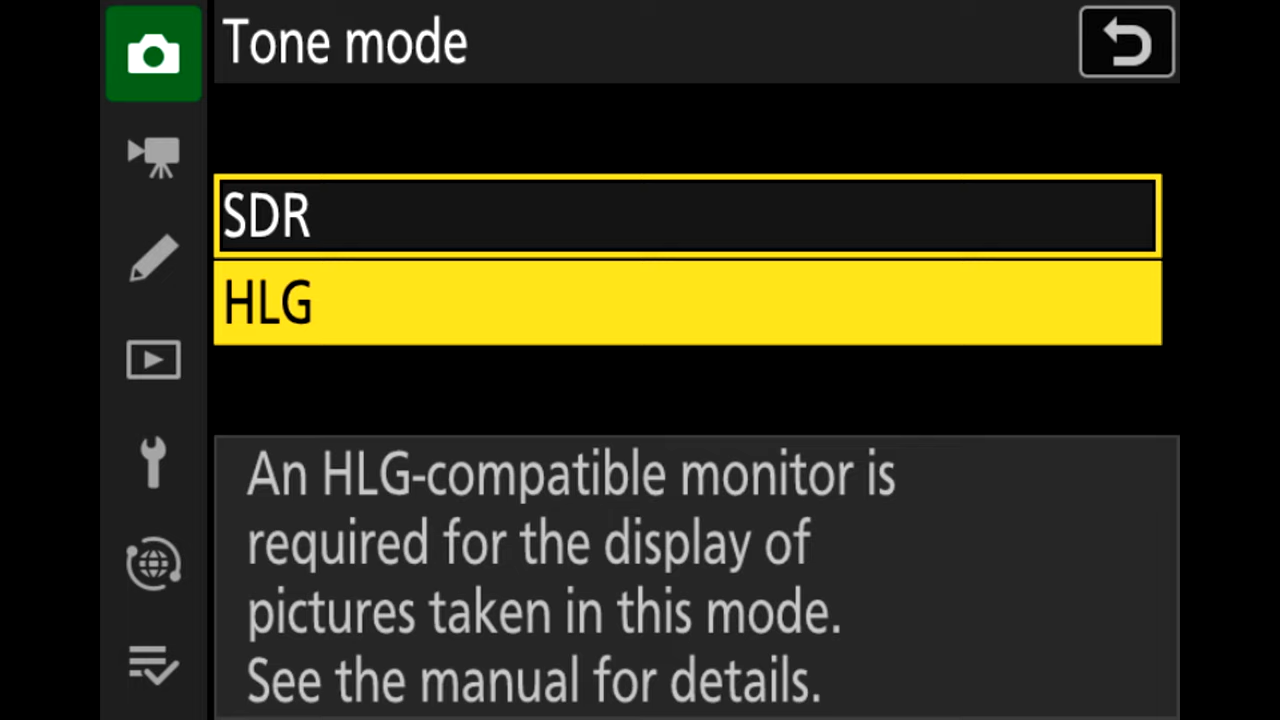 Tone mode
SDR
HLG
An HLG-compatible monitor is
required for the display of
pictures taken in this mode.
See the manual for details.